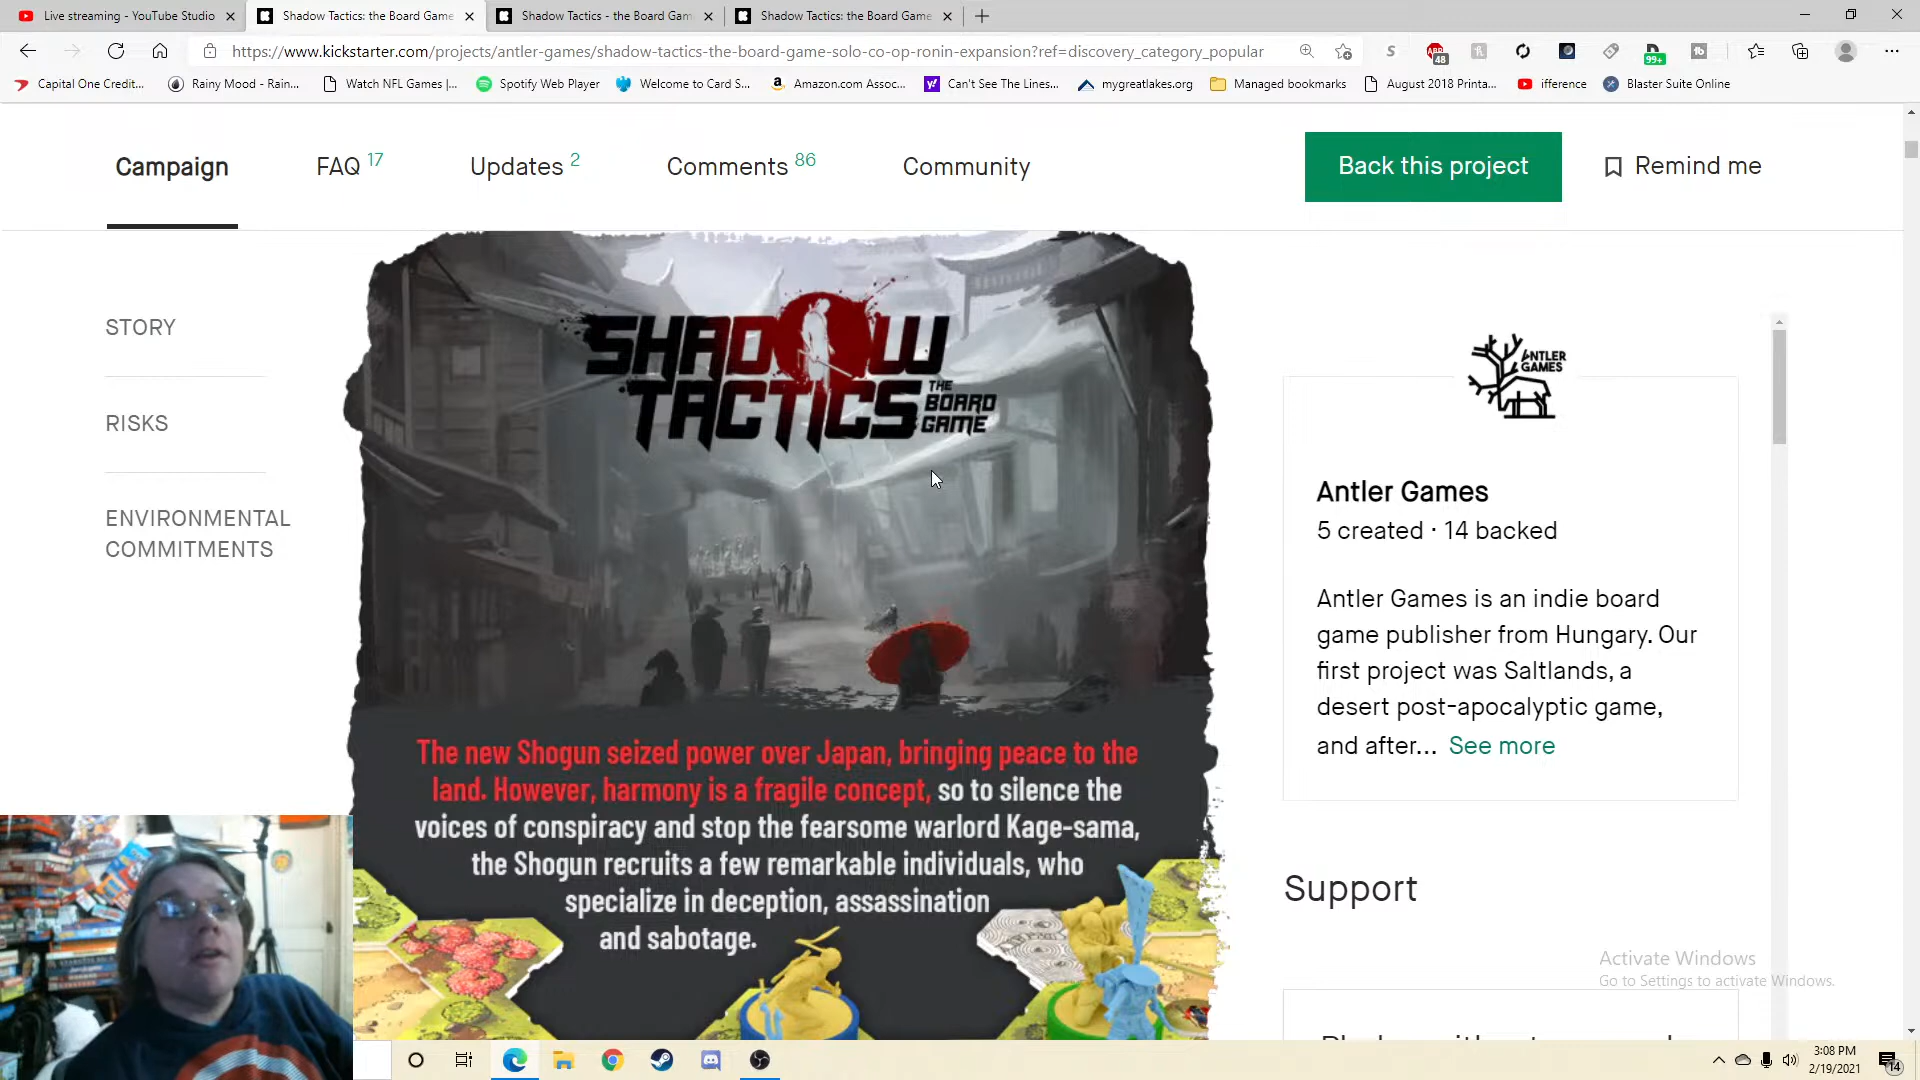 Live streaming - YouTube Studio
Shadow Tactics: the Board Game
Shadow Tactics - the Board Gam
Shadow Tactics: the Board Game
https://www.kickstarter.com/projects/antler-games/shadow-tactics-the-board-game-solo-co-op-ronin-expansion?ref=discovery_category_popular
48
99+
Capital One Credit...
Rainy Mood - Rain...
Watch NFL Games |...
Spotify Web Player
Welcome to Card S...
Amazon.com Assoc...
Can't See The Lines...
mygreatlakes.org
Managed bookmarks
August 2018 Printa...
ifference
Blaster Suite Online
Campaign
FAQ 17
Updates 2
Comments 86
Community
Back this project
Remind me
STORY
RISKS
ENVIRONMENTAL
COMMITMENTS
SHADOW
TACTICS
THE
BOARD
GAME
The new Shogun seized power over Japan, bringing peace to the
land. However, harmony is a fragile concept, so to silence the
voices of conspiracy and stop the fearsome warlord Kage-sama,
the Shogun recruits a few remarkable individuals, who
specialize in deception, assassination
and sabotage.
ANTLER
GAMES
Antler Games
5 created · 14 backed
Antler Games is an indie board
game publisher from Hungary. Our
first project was Saltlands, a
desert post-apocalyptic game,
and after... See more
Support
Activate Windows
Go to Settings to activate Windows.
3:08 PM
2/19/2021
14